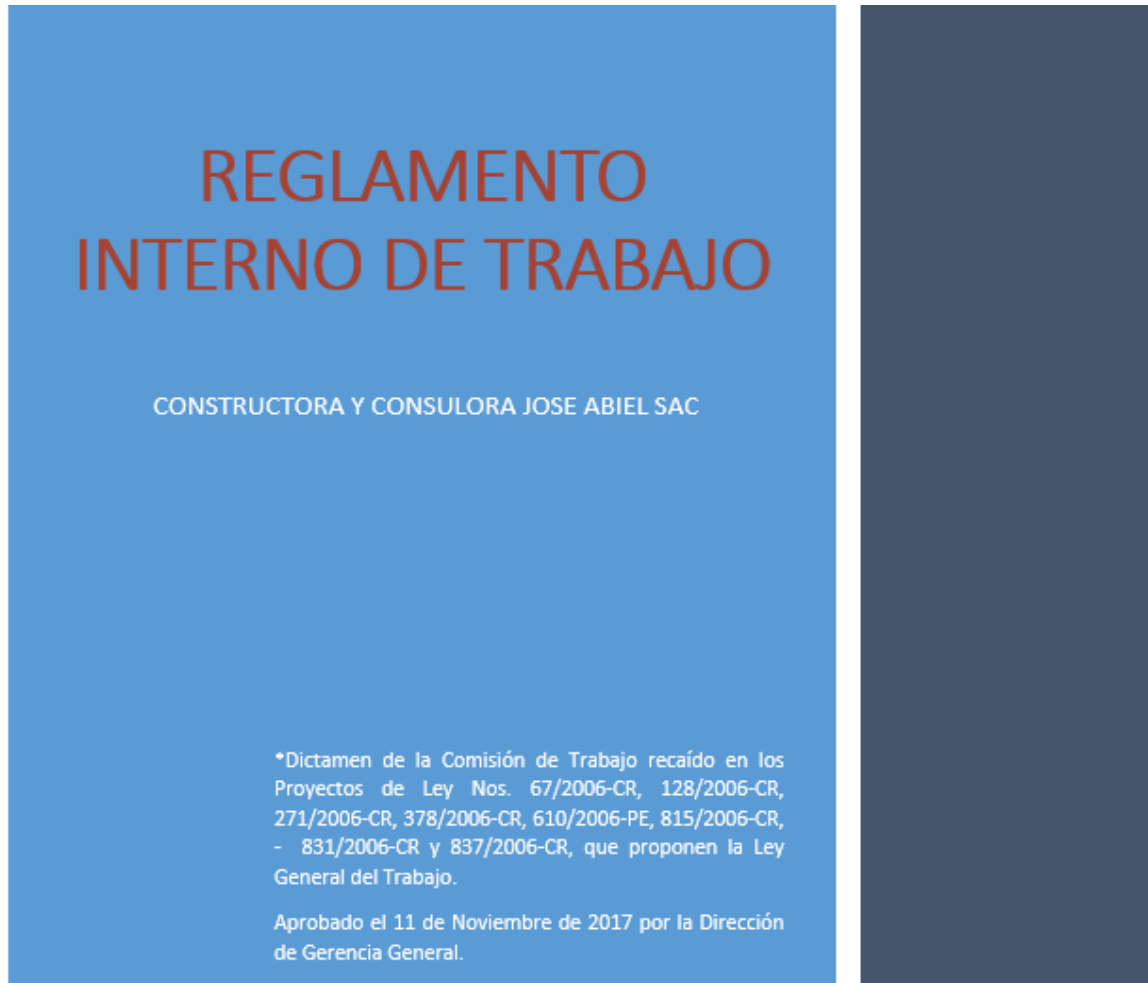 REGLAMENTO
INTERNO DE TRABAJO
CONSTRUCTORA Y CONSULORA JOSE ABIEL SAC
*Dictamen de la Comisión de Trabajo recaído en los
Proyectos de Ley Nos. 67/2006-CR, 128/2006-CR,
271/2006-CR, 378/2006-CR, 610/2006-PE, 815/2006-CR,
- 831/2006-CR y 837/2006-CR, que proponen la Ley
General del Trabajo.
Aprobado el 11 de Noviembre de 2017 por la Dirección
de Gerencia General.